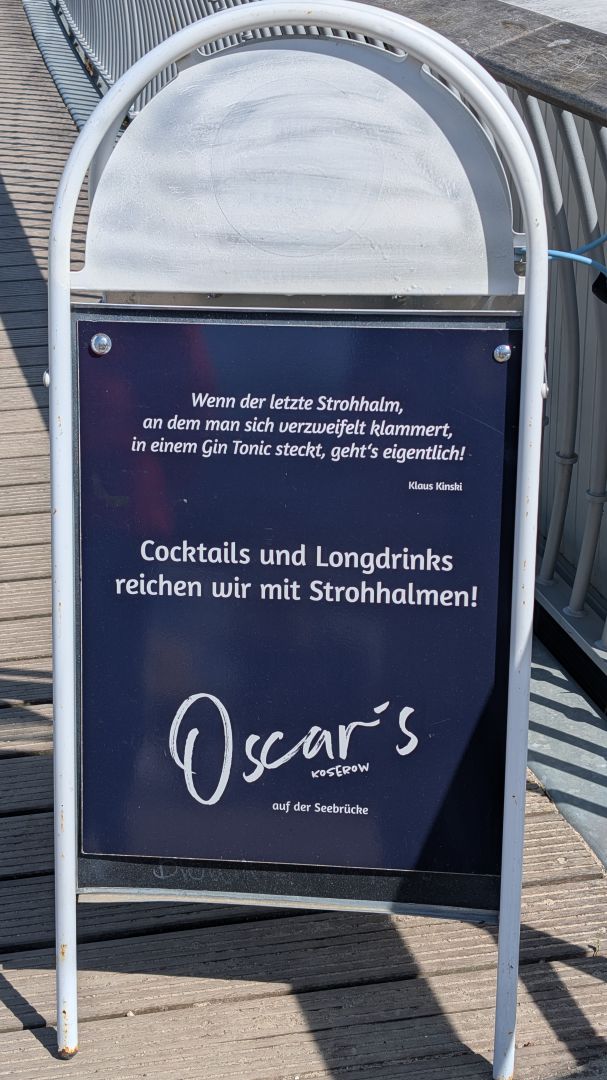 Wenn der letzte Strohhalm,
an dem man sich verzweifelt klammert,
in einem Gin Tonic steckt, geht‘s eigentlich!
Klaus Kinski
Cocktails und Longdrinks
reichen wir mit Strohhalmen!
Oscar´s
KOSEROW
auf der Seebrücke